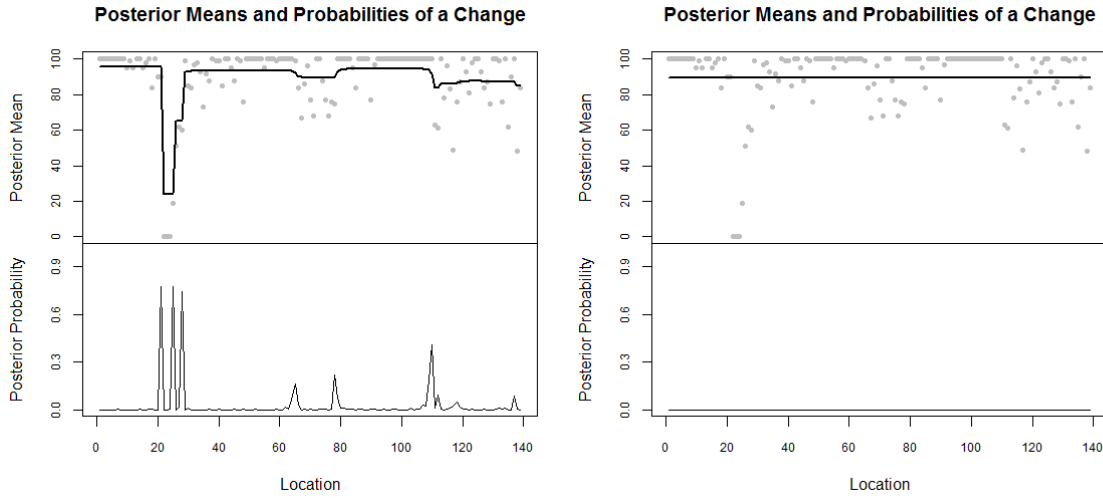 Posterior Means and Probabilities of a Change
Posterior Mean
100
80
60
40
20
0
Posterior Probability
0.9
0.6
0.3
0.0
0 20 40 60 80 100 120 140
Location
Posterior Means and Probabilities of a Change
Posterior Mean
100
80
60
40
20
0
Posterior Probability
0.9
0.6
0.3
0.0
0 20 40 60 80 100 120 140
Location